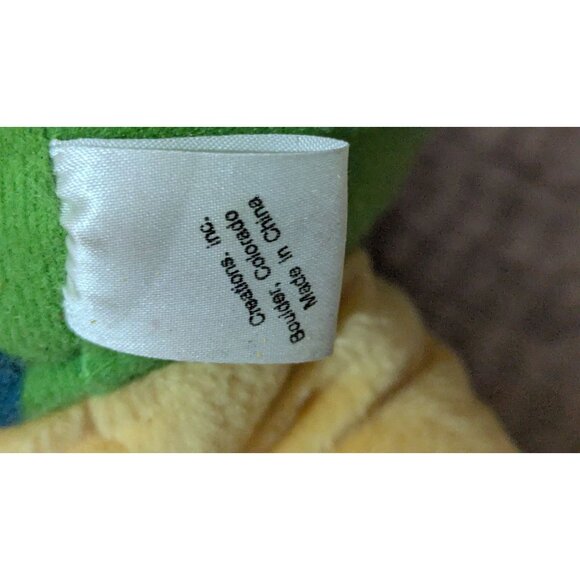 Creations, Inc.
Boulder, Colorado
Made in China